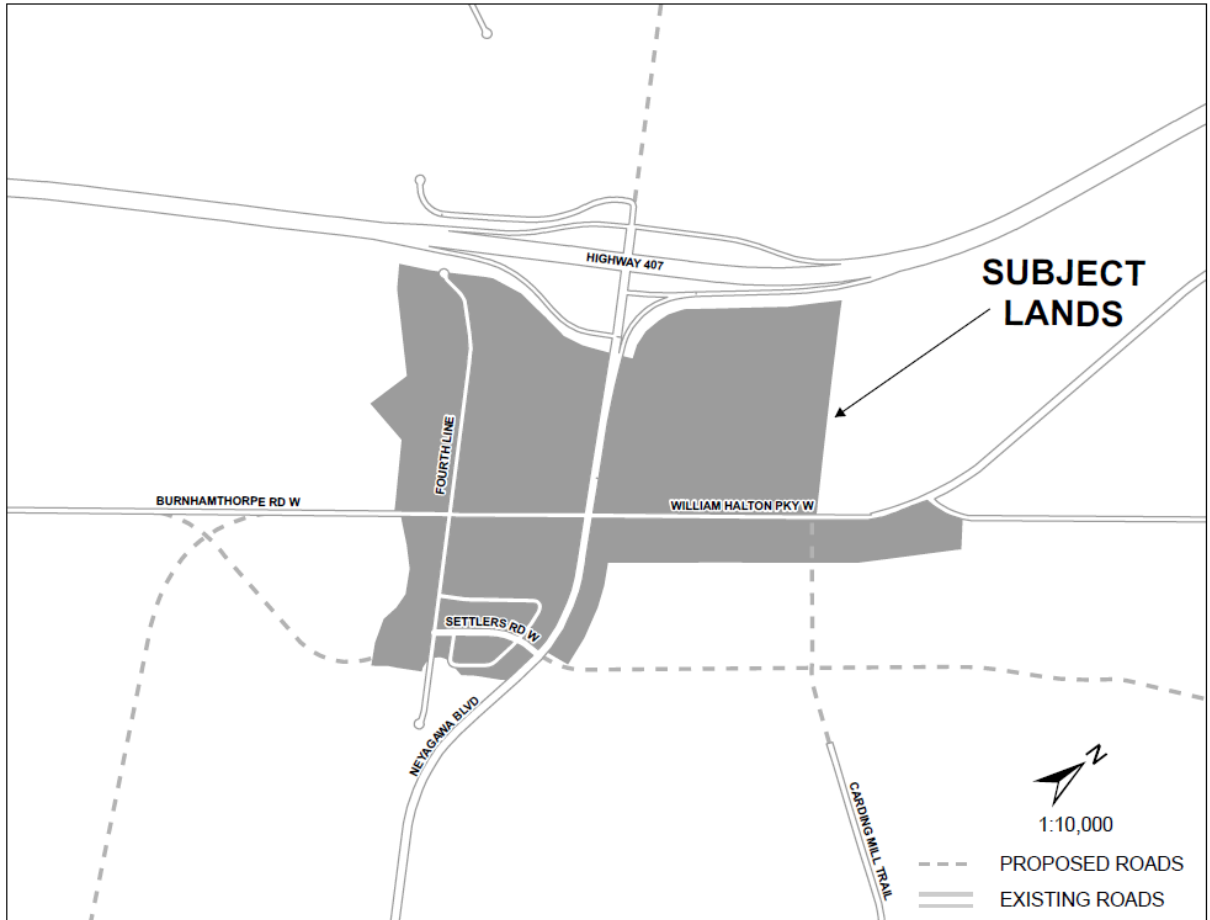 HIGHWAY 407
SUBJECT
LANDS
FOURTH LINE
BURNHAMTHORPE RD W
WILLIAM HALTON PKY W
SETTLERS RD W
NEYAGAWA BLVD
CARDING MILL TRAIL
N
1:10,000
PROPOSED ROADS
EXISTING ROADS